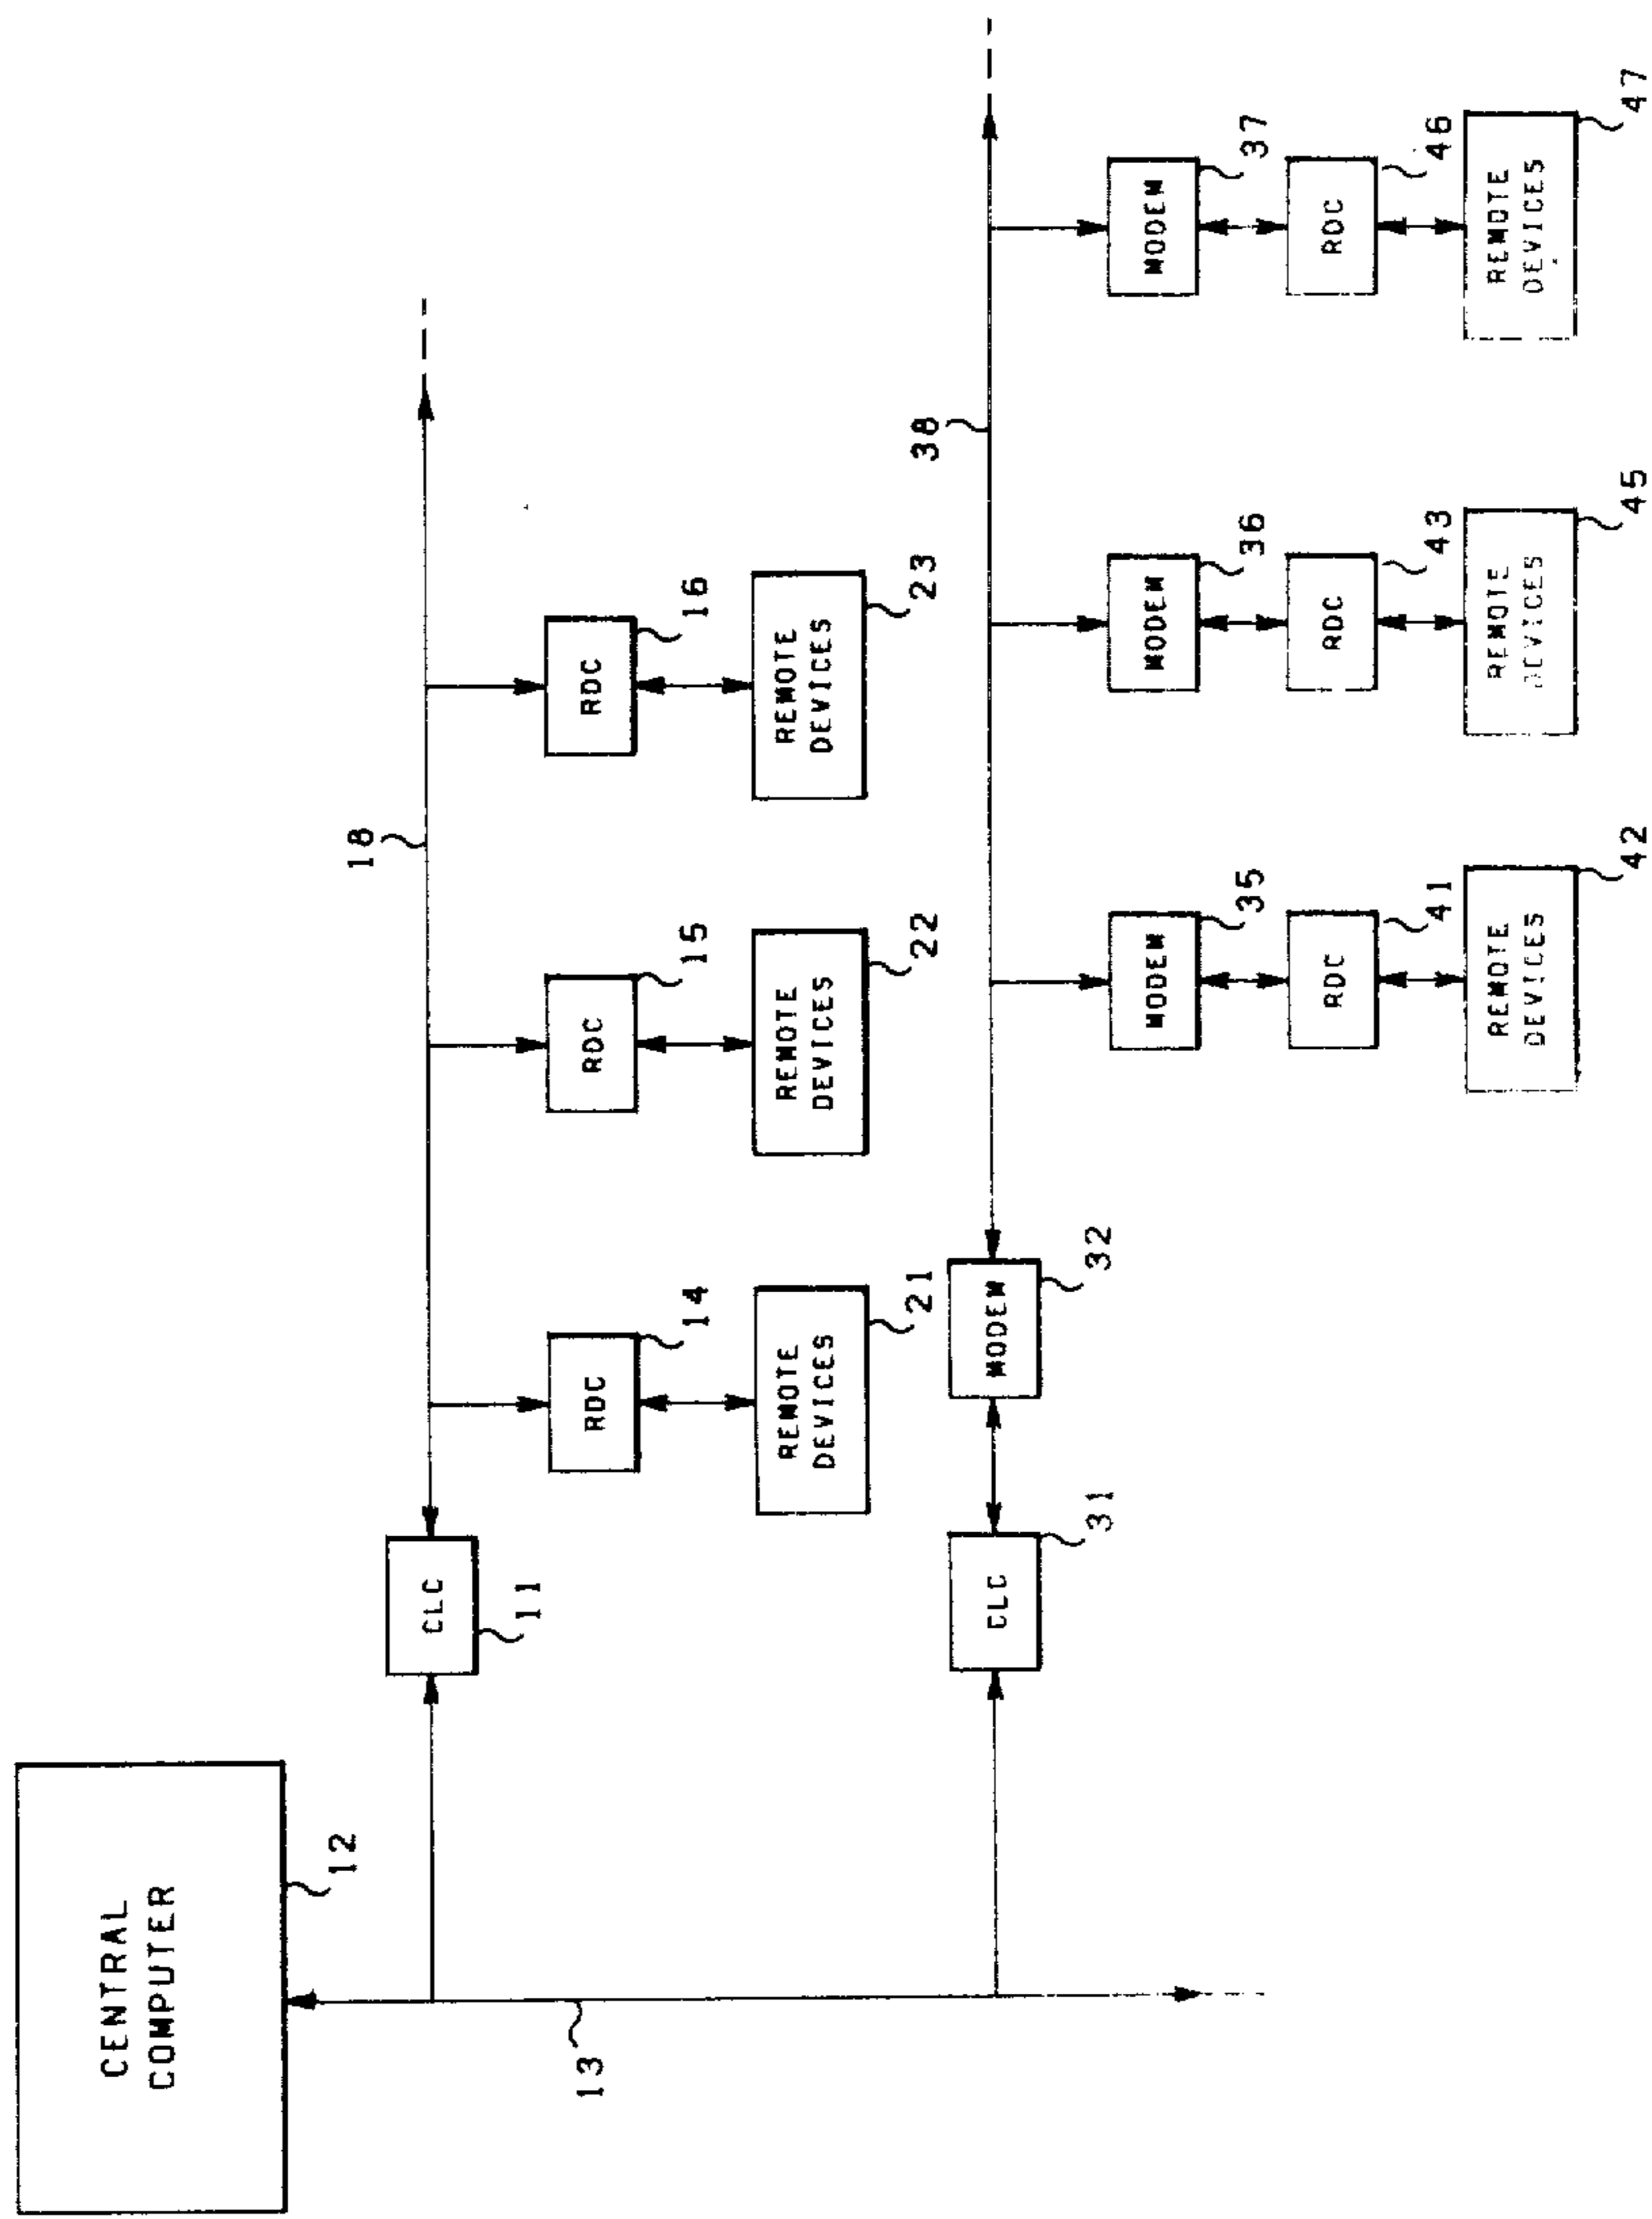 CENTRAL
COMPUTER
12
13
CLC
11
18
RDC
14
RDC
15
RDC
16
REMOTE
DEVICES
21
REMOTE
DEVICES
22
REMOTE
DEVICES
23
CLC
31
MODEM
32
38
MODEM
35
MODEM
36
MODEM
37
RDC
41
RDC
43
RDC
46
REMOTE
DEVICES
42
REMOTE
DEVICES
45
REMOTE
DEVICES
47